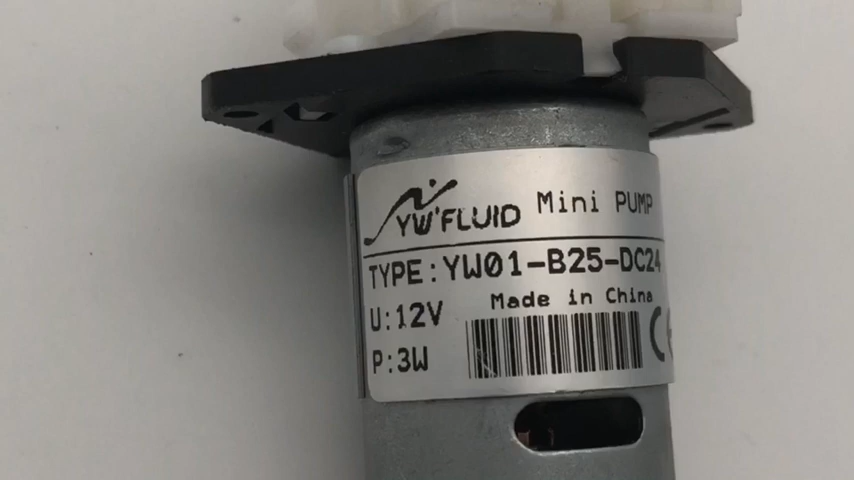 YW'FLUID Mini PUMP
TYPE:YW01-B25-DC24
Made in China
U:12V
P:3W
CE